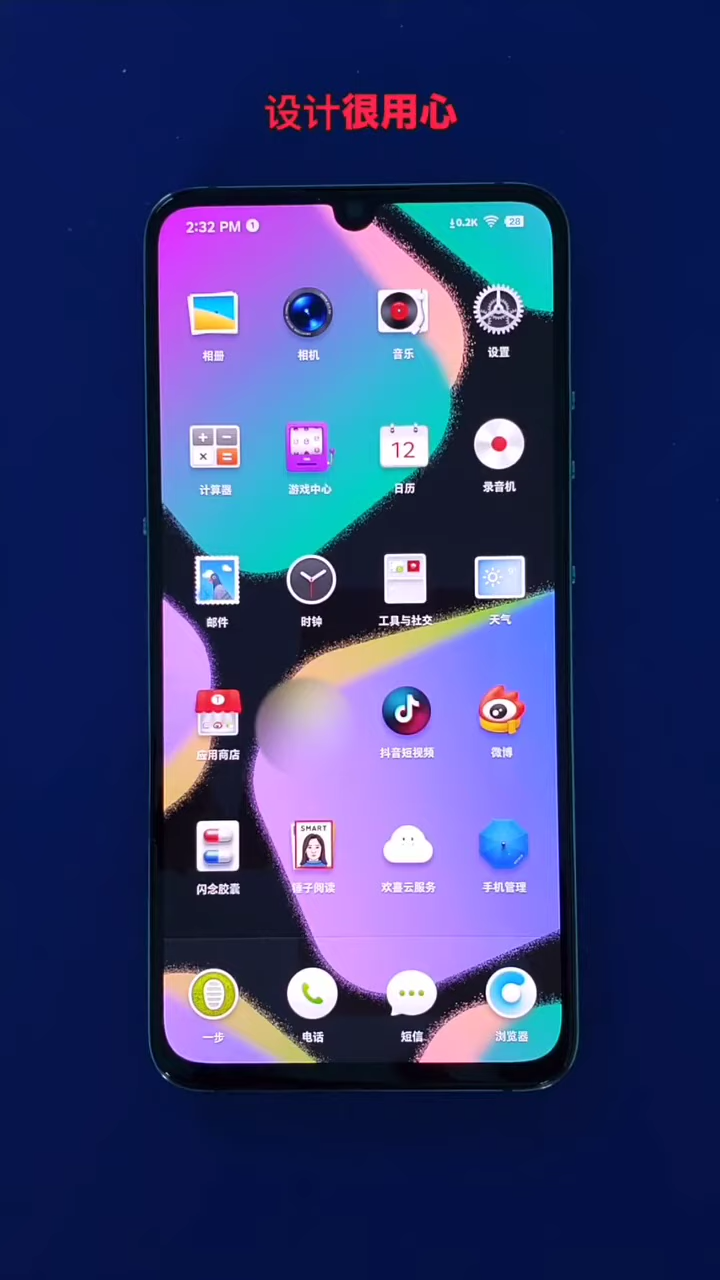 设计很用心
2:32 PM 1
0.2K 28
相册 相机 音乐 设置
12
计算器 游戏中心 日历 录音机
邮件 时钟 工具与社交 天气
1
应用商店 抖音短视频 微博
SMART
闪念胶囊 锤子阅读 欢喜云服务 手机管理
一步 电话 短信 浏览器